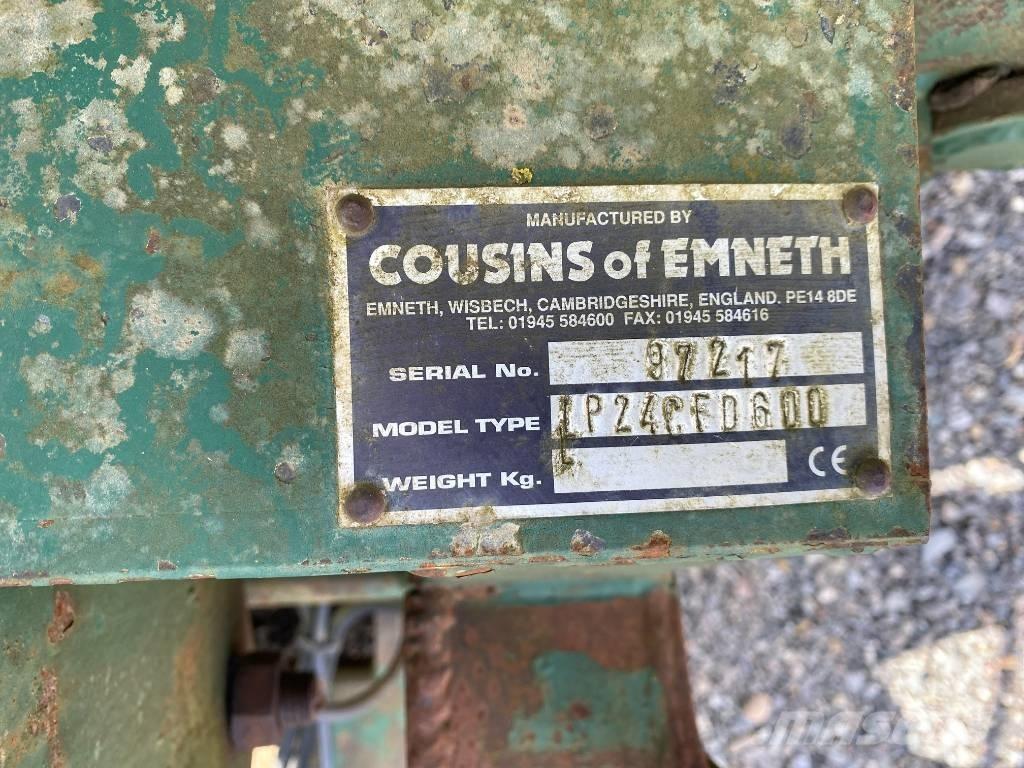 MANUFACTURED BY
COUSINS of EMNETH
EMNETH, WISBECH, CAMBRIDGESHIRE, ENGLAND. PE14 8DE
TEL: 01945 584600 FAX: 01945 584616
SERIAL No. 97217
MODEL TYPE P24CFD600
WEIGHT Kg. CE